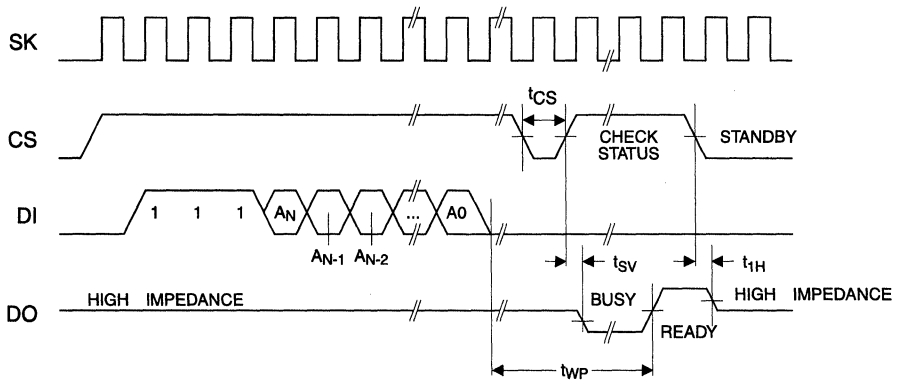 SK
tCS
CS
CHECK
STATUS
STANDBY
DI
1 1 1 AN ... A0
AN-1 AN-2
tSV
t1H
HIGH IMPEDANCE
BUSY
HIGH IMPEDANCE
DO
READY
tWP